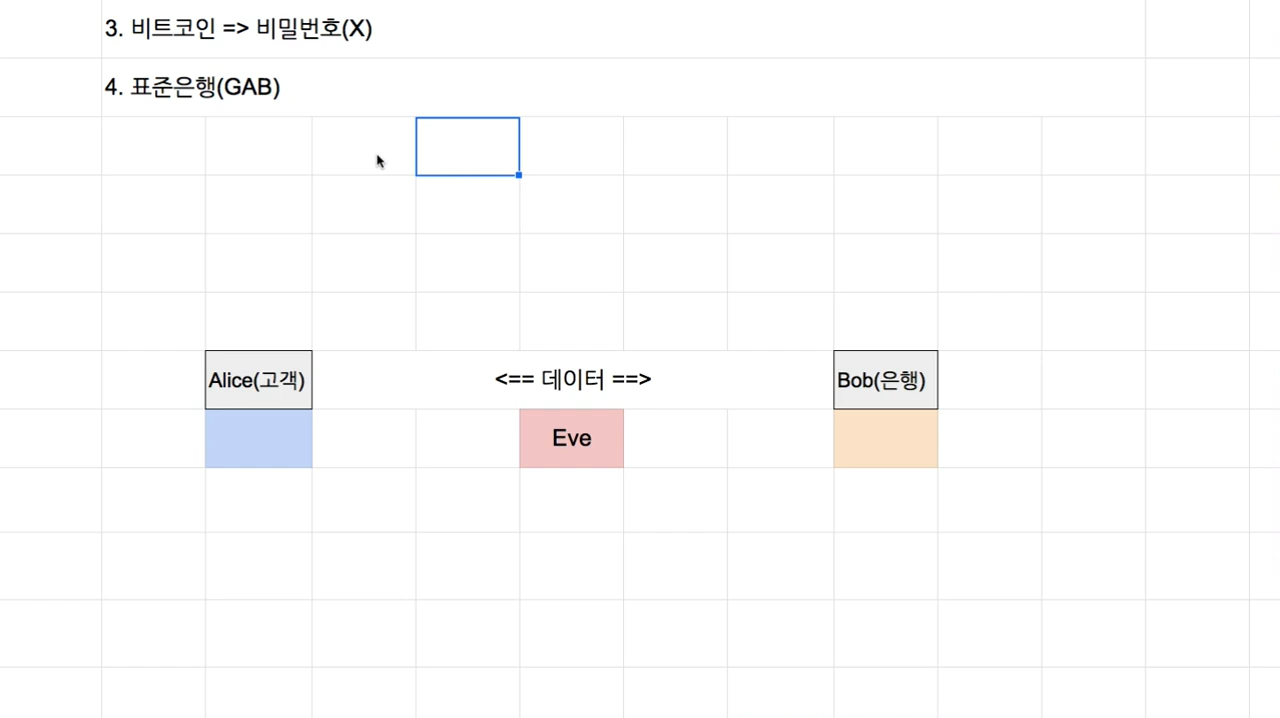 3. 비트코인 => 비밀번호(X)
4. 표준은행(GAB)
Alice(고객) <== 데이터 ==> Bob(은행)
Eve